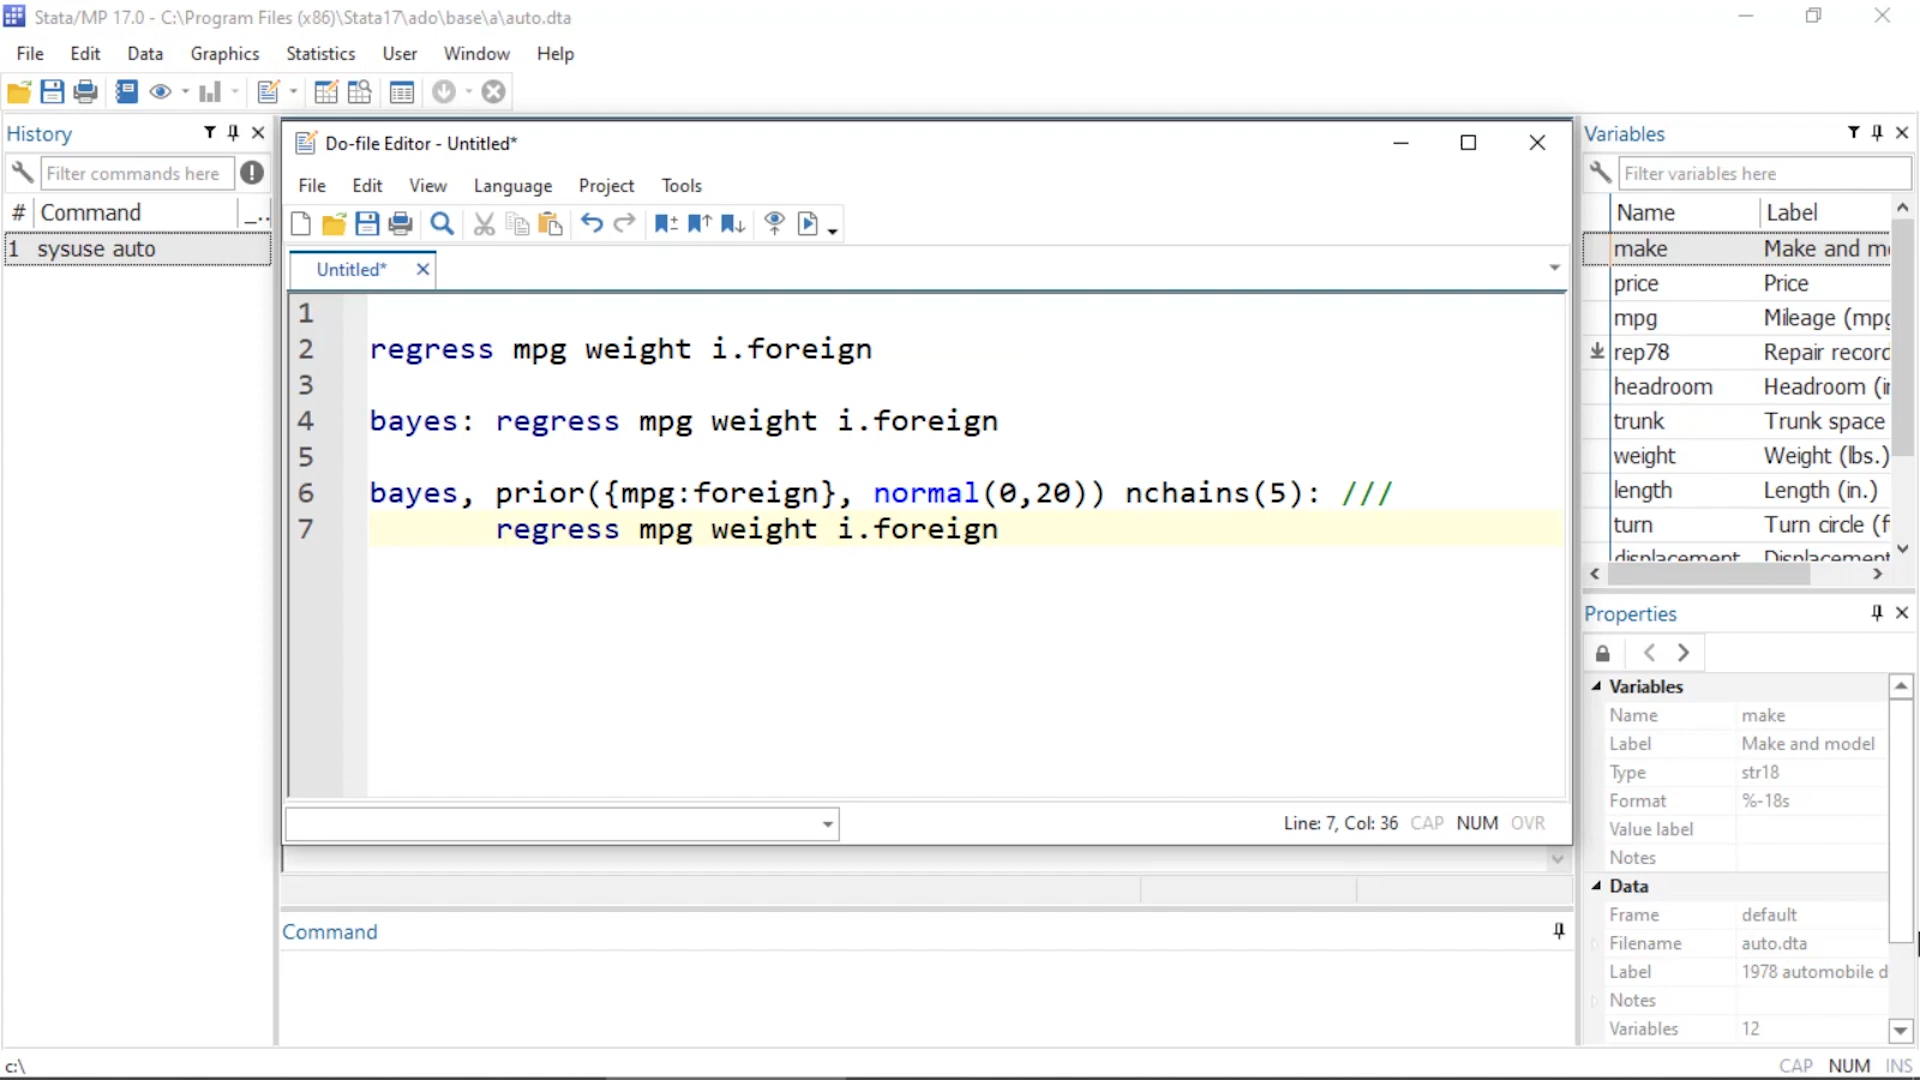 Stata/MP 17.0 - C:\Program Files (x86)\Stata17\ado\base\a\auto.dta
File Edit Data Graphics Statistics User Window Help
History
Filter commands here
# Command _..
1 sysuse auto
Do-file Editor - Untitled*
File Edit View Language Project Tools
Untitled*
1
2 regress mpg weight i.foreign
3
4 bayes: regress mpg weight i.foreign
5
6 bayes, prior({mpg:foreign}, normal(0,20)) nchains(5): ///
7 regress mpg weight i.foreign
Line: 7, Col: 36 CAP NUM OVR
Command
Variables
Filter variables here
Name Label
make Make and m
price Price
mpg Mileage (mpg
rep78 Repair record
headroom Headroom (i
trunk Trunk space
weight Weight (lbs.)
length Length (in.)
turn Turn circle (f
displacement Displacement
Properties
Variables
Name make
Label Make and model
Type str18
Format %-18s
Value label
Notes
Data
Frame default
Filename auto.dta
Label 1978 automobile d
Notes
Variables 12
c:\
CAP NUM INS